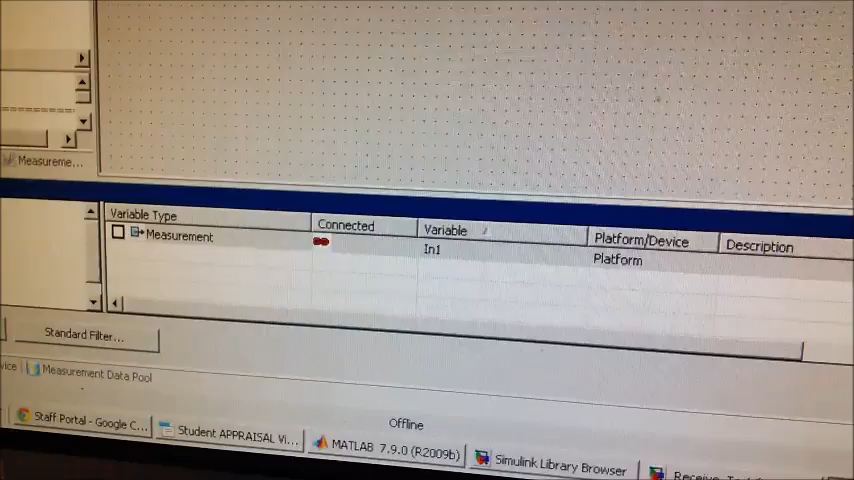 Measureme...
Variable Type
Connected
Variable
Platform/Device
Description
Measurement
In1
Platform
Standard Filter...
vice
Measurement Data Pool
Offline
Staff Portal - Google C...
Student APPRAISAL Vi...
MATLAB 7.9.0 (R2009b)
Simulink Library Browser